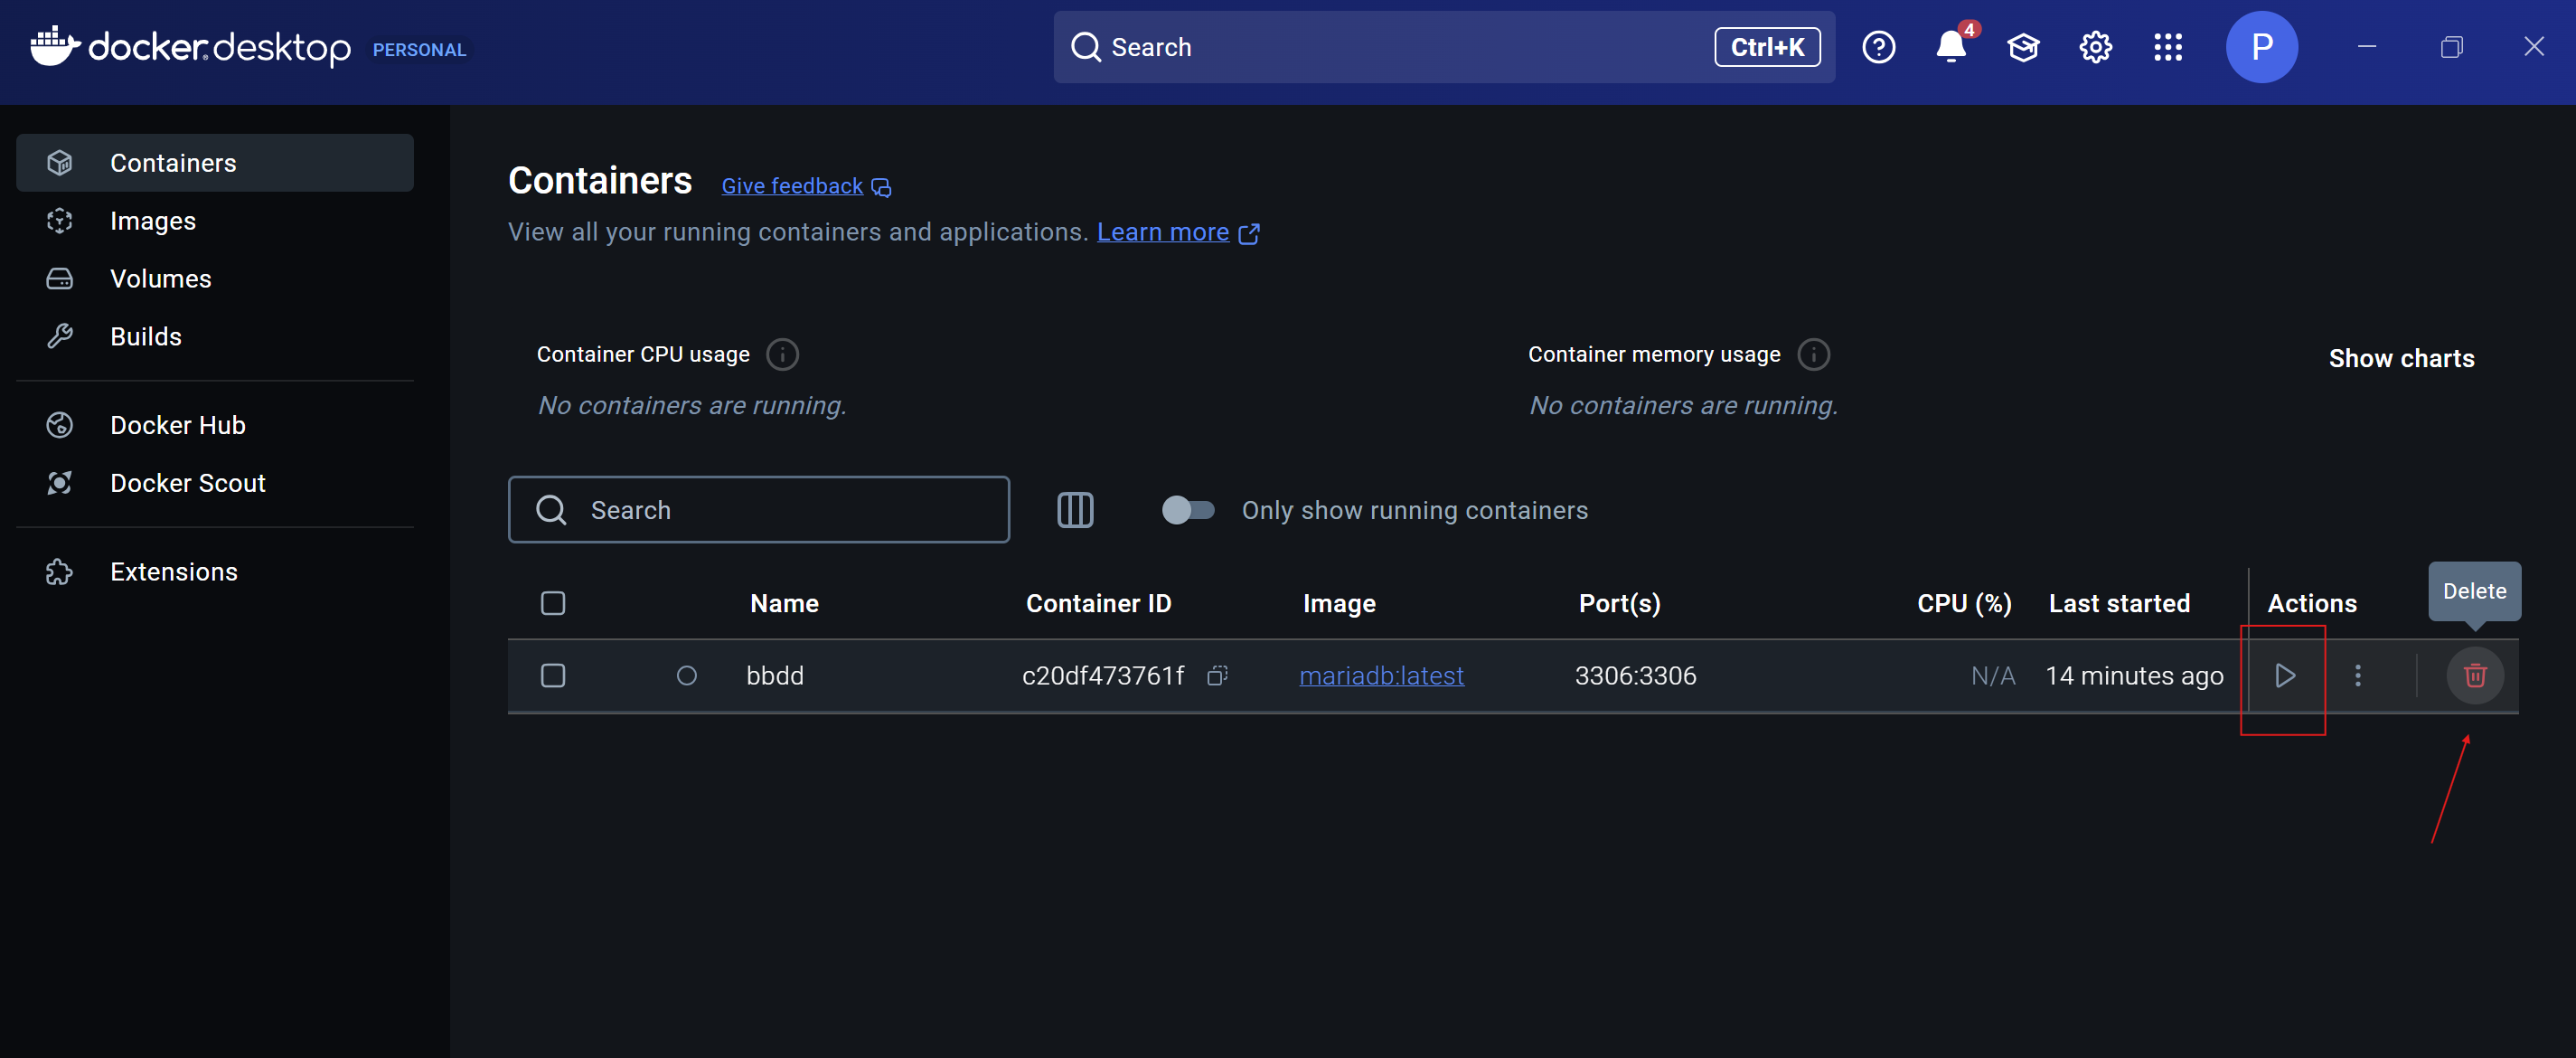 docker.desktop PERSONAL
Search Ctrl+K 4 P
Containers
Images
Volumes
Builds
Docker Hub
Docker Scout
Extensions
Containers Give feedback
View all your running containers and applications. Learn more
Container CPU usage
No containers are running.
Container memory usage
No containers are running.
Show charts
Search
Only show running containers
Delete
Name Container ID Image Port(s) CPU (%) Last started Actions
bbdd c20df473761f mariadb:latest 3306:3306 N/A 14 minutes ago